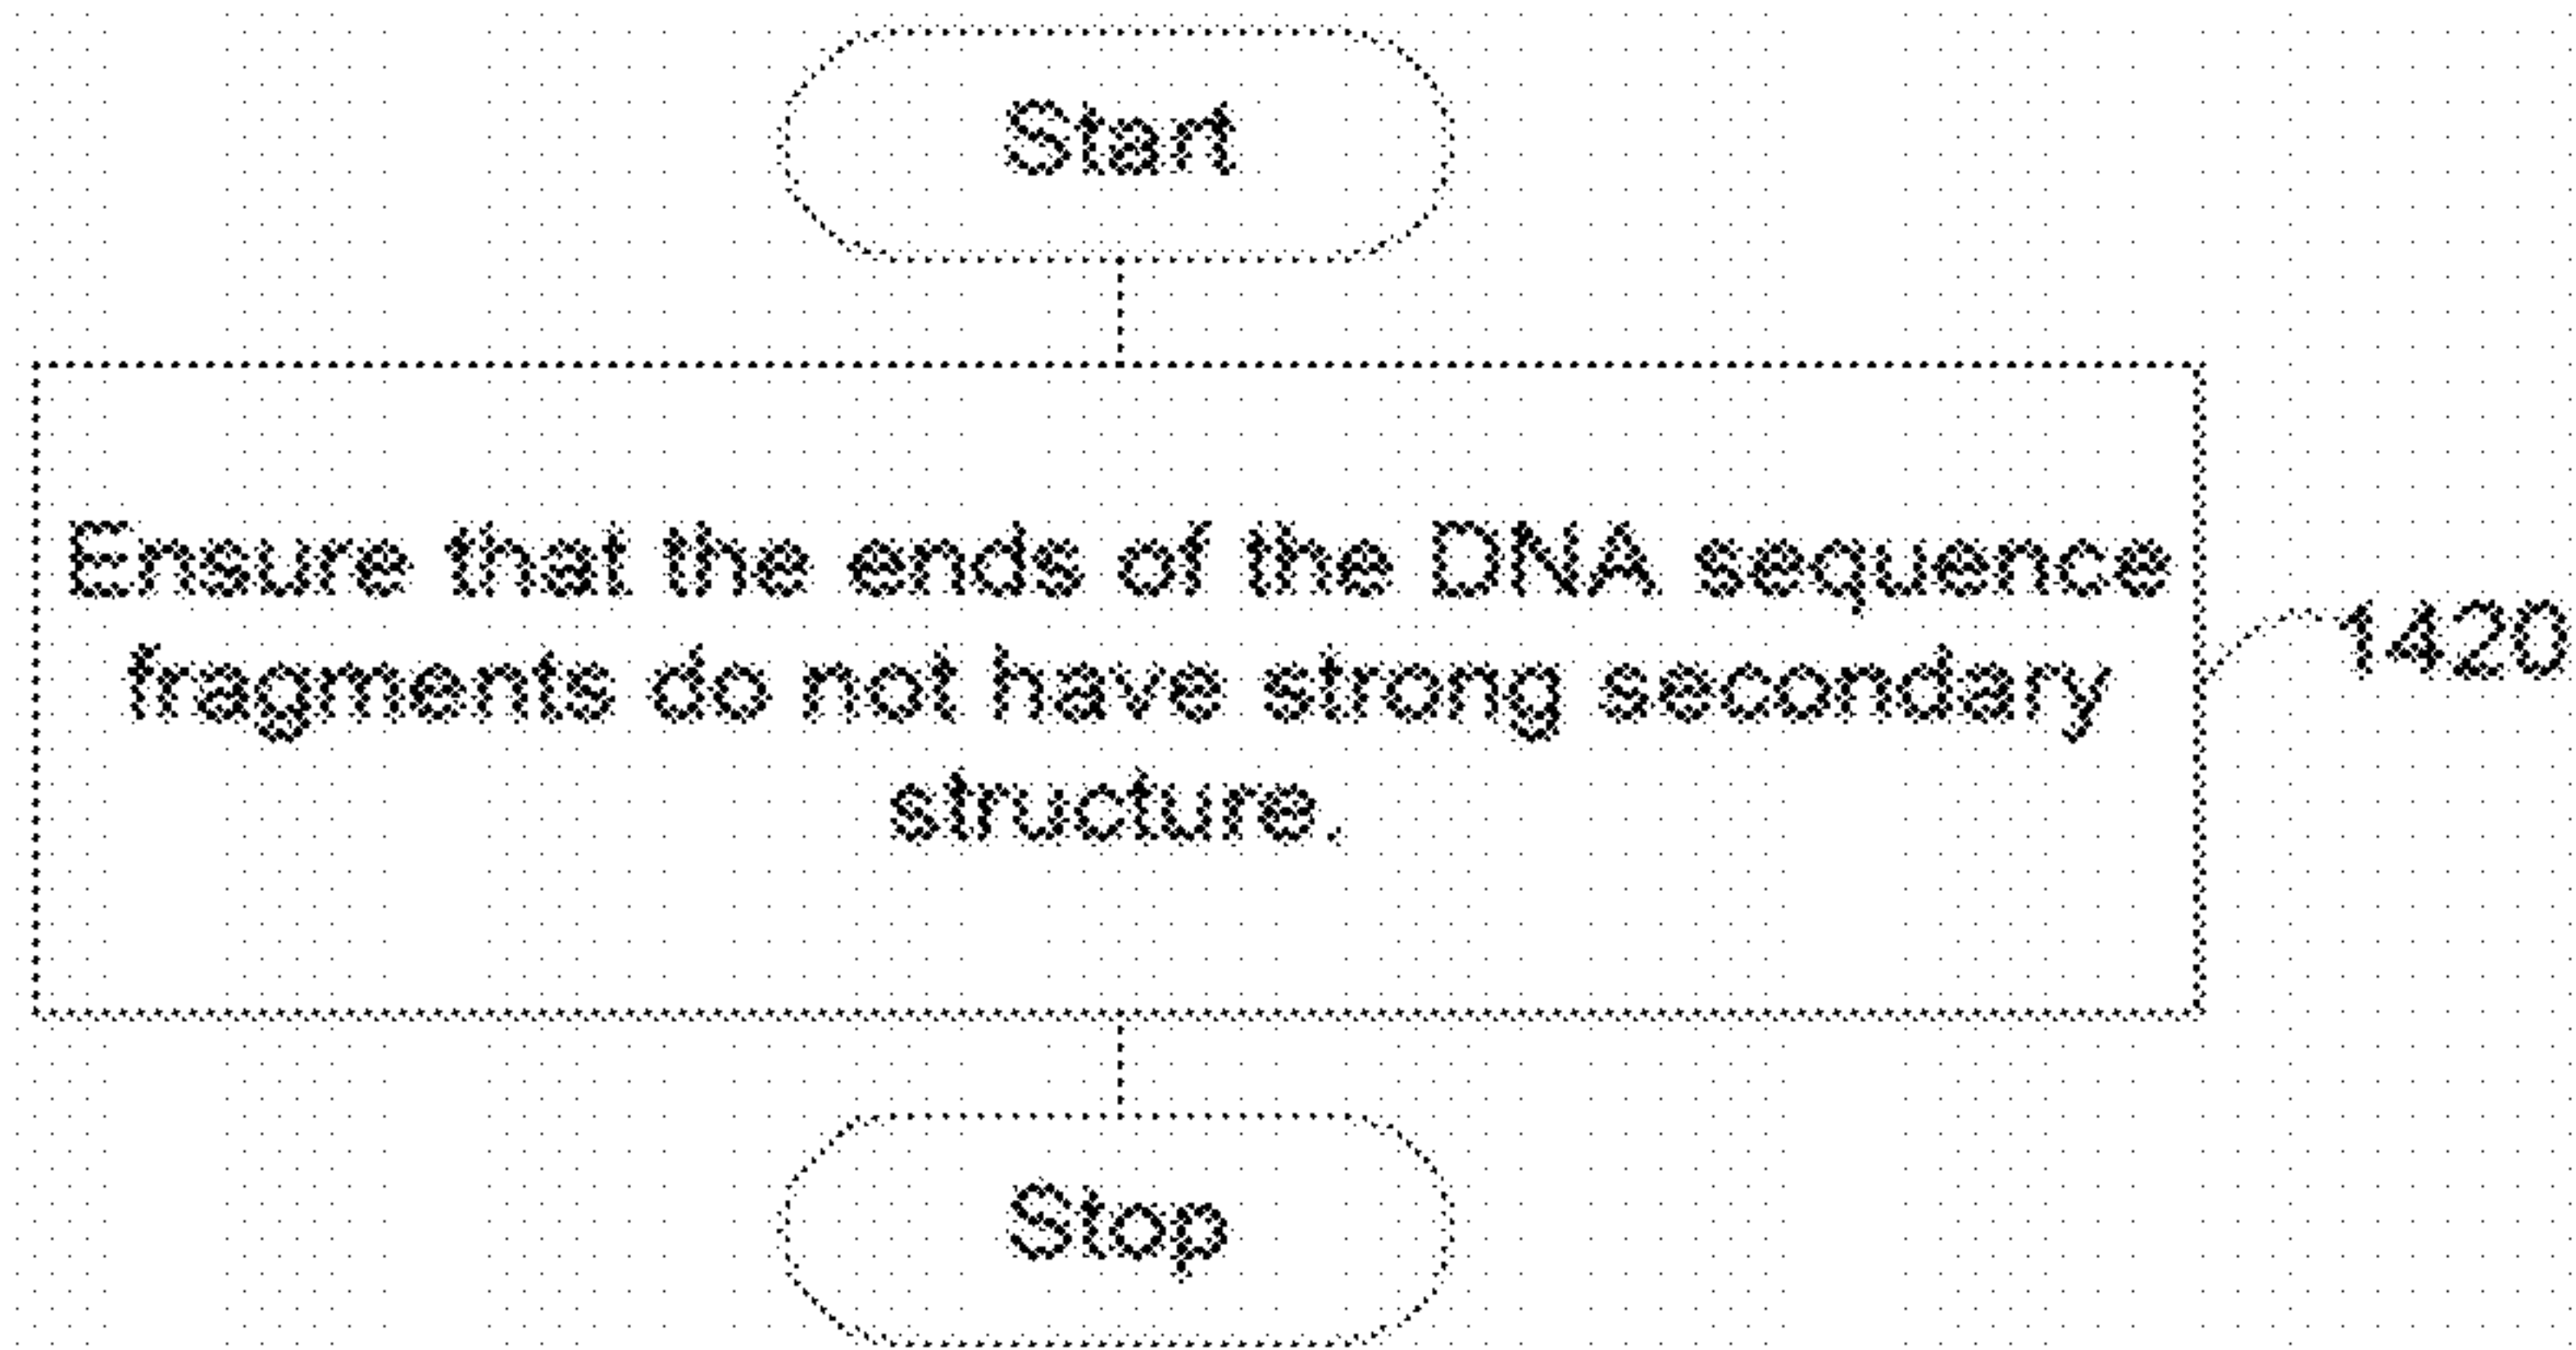 Start
Ensure that the ends of the DNA sequence
fragments do not have strong secondary
structure.
1420
Stop